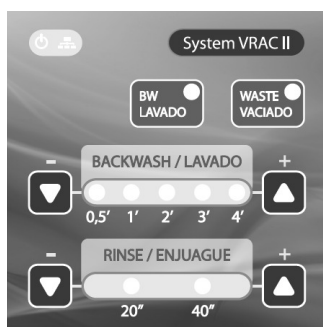 System VRAC II
BW
LAVADO
WASTE
VACIADO
- BACKWASH / LAVADO +
0,5′ 1′ 2′ 3′ 4′
- RINSE / ENJUAGUE +
20″ 40″